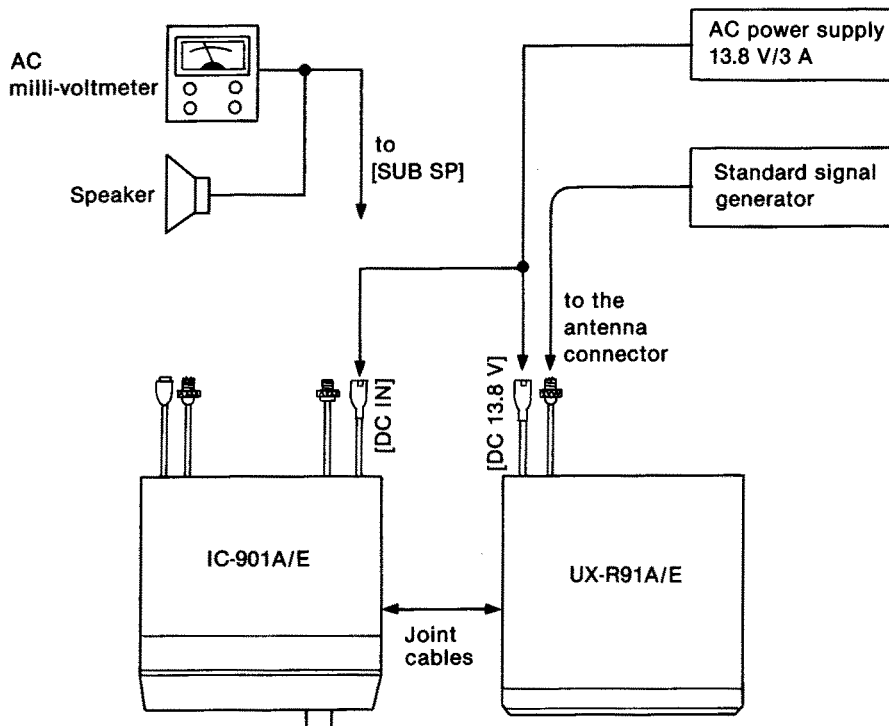 AC
milli-voltmeter
Speaker
to
[SUB SP]
AC power supply
13.8 V/3 A
Standard signal
generator
to the
antenna
connector
[DC IN]
[DC 13.8 V]
IC-901A/E
UX-R91A/E
Joint
cables